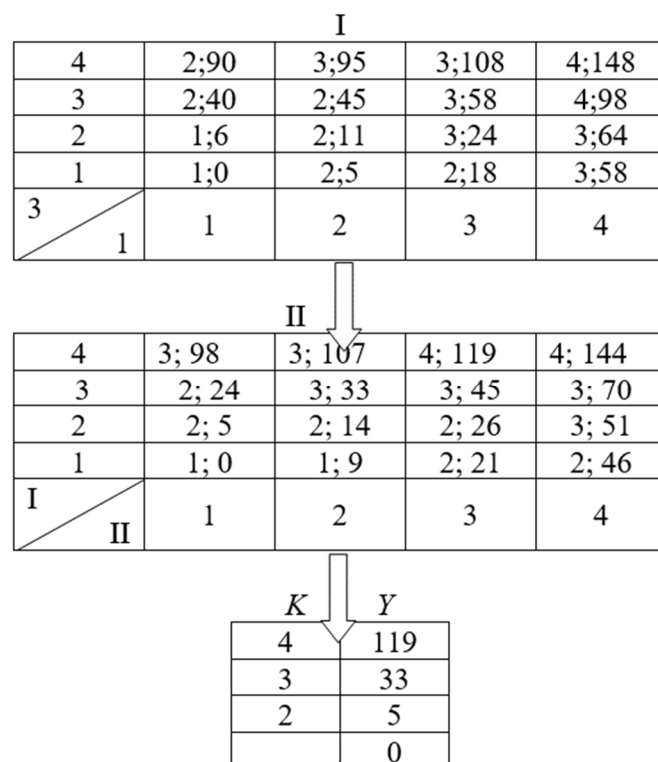 I
4 2;90 3;95 3;108 4;148
3 2;40 2;45 3;58 4;98
2 1;6 2;11 3;24 3;64
1 1;0 2;5 2;18 3;58
3 1 1 2 3 4
II
4 3; 98 3; 107 4; 119 4; 144
3 2; 24 3; 33 3; 45 3; 70
2 2; 5 2; 14 2; 26 3; 51
1 1; 0 1; 9 2; 21 2; 46
I II 1 2 3 4
K Y
4 119
3 33
2 5
0